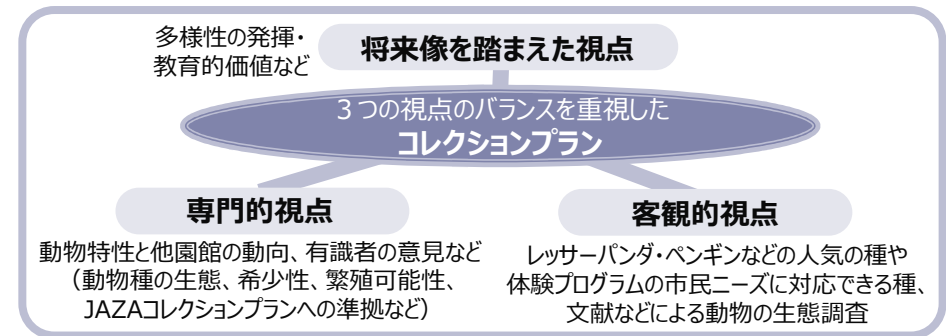 多様性の発揮・
教育的価値など
将来像を踏まえた視点
3つの視点のバランスを重視した
コレクションプラン
専門的視点
動物特性と他園館の動向、有識者の意見など
(動物種の生態、希少性、繁殖可能性、
JAZAコレクションプランへの準拠など)
客観的視点
レッサーパンダ・ペンギンなどの人気の種や
体験プログラムの市民ニーズに対応できる種、
文献などによる動物の生態調査